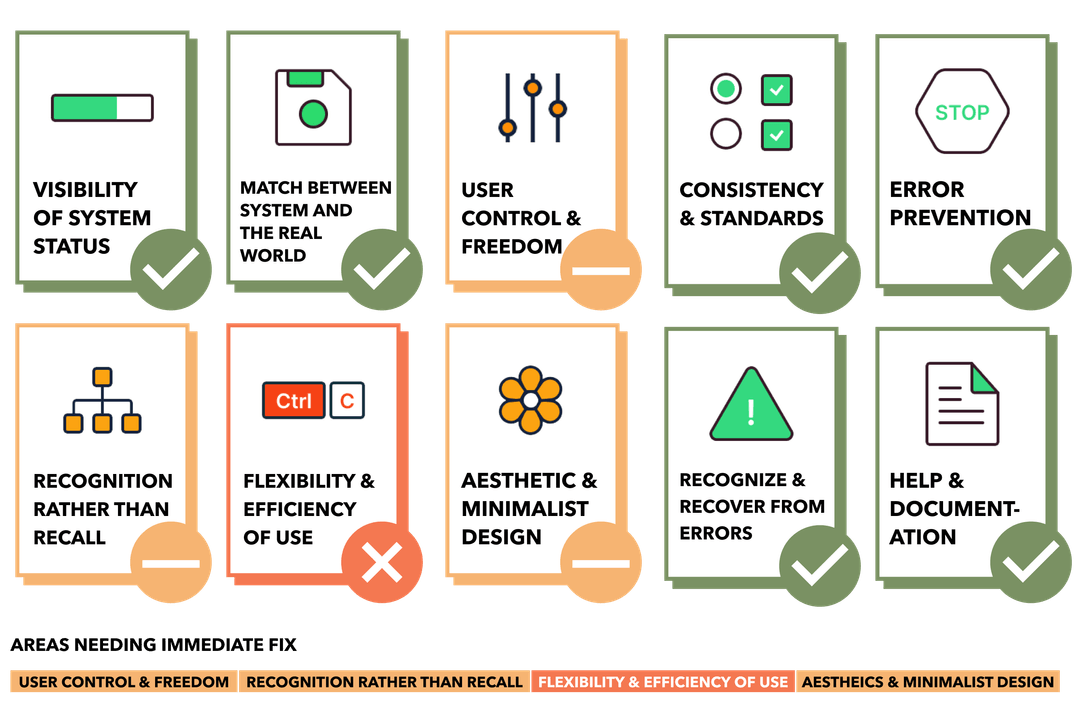 VISIBILITY
OF SYSTEM
STATUS
MATCH BETWEEN
SYSTEM AND
THE REAL
WORLD
USER
CONTROL &
FREEDOM
CONSISTENCY
& STANDARDS
STOP
ERROR
PREVENTION
RECOGNITION
RATHER THAN
RECALL
Ctrl C
FLEXIBILITY &
EFFICIENCY
OF USE
AESTHETIC &
MINIMALIST
DESIGN
!
RECOGNIZE &
RECOVER FROM
ERRORS
HELP &
DOCUMENT-
ATION
AREAS NEEDING IMMEDIATE FIX
USER CONTROL & FREEDOM RECOGNITION RATHER THAN RECALL FLEXIBILITY & EFFICIENCY OF USE AESTHEICS & MINIMALIST DESIGN